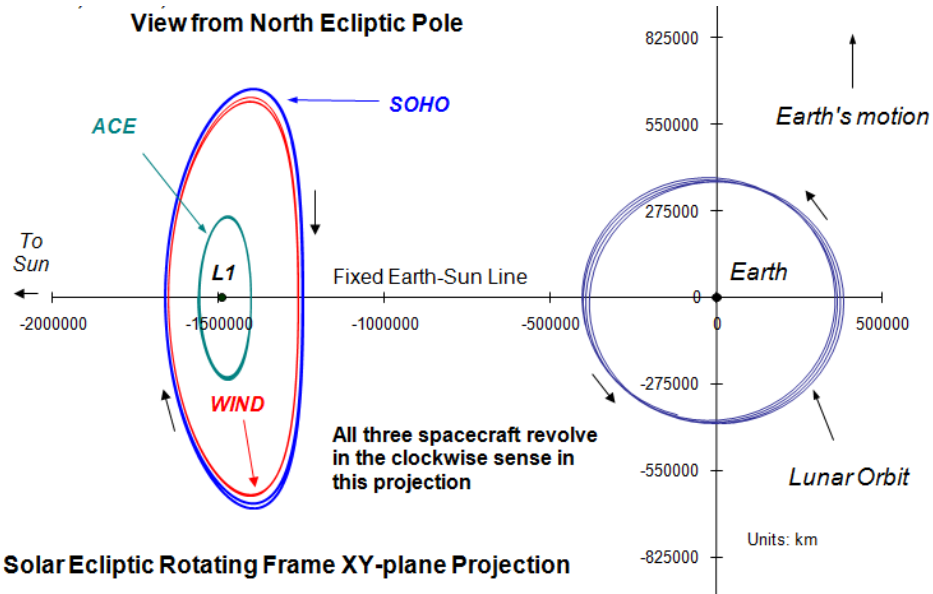 View from North Ecliptic Pole
825000
SOHO
ACE
Earth's motion
550000
275000
To
Sun
L1
Fixed Earth-Sun Line
Earth
0
-2000000
-1500000
-1000000
-500000
0
500000
-275000
WIND
All three spacecraft revolve
in the clockwise sense in
this projection
Lunar Orbit
-550000
Units: km
-825000
Solar Ecliptic Rotating Frame XY-plane Projection